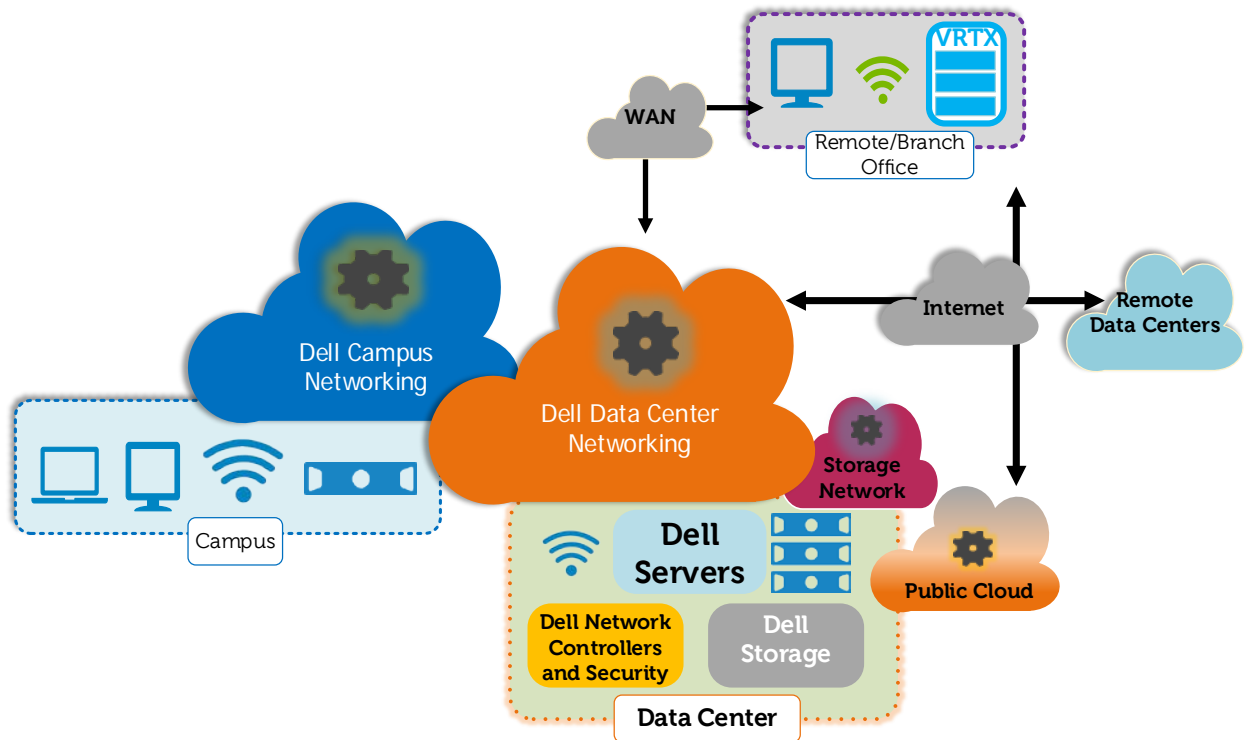 VRTX
WAN
Remote/Branch
Office
Internet
Remote
Data Centers
Dell Campus
Networking
Dell Data Center
Networking
Storage
Network
Campus
Dell
Servers
Public Cloud
Dell Network
Controllers
and Security
Dell
Storage
Data Center